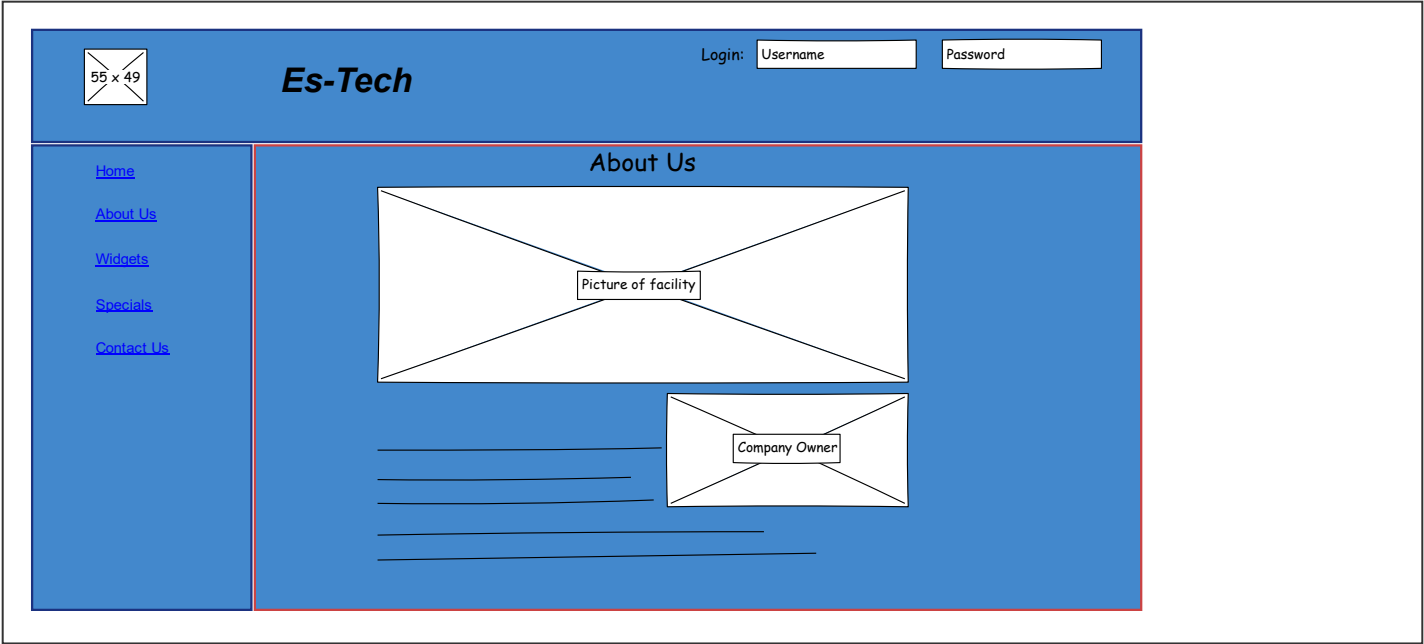 55 x 49
Es-Tech
Login:
Username
Password
Home
About Us
Widgets
Specials
Contact Us
About Us
Picture of facility
Company Owner